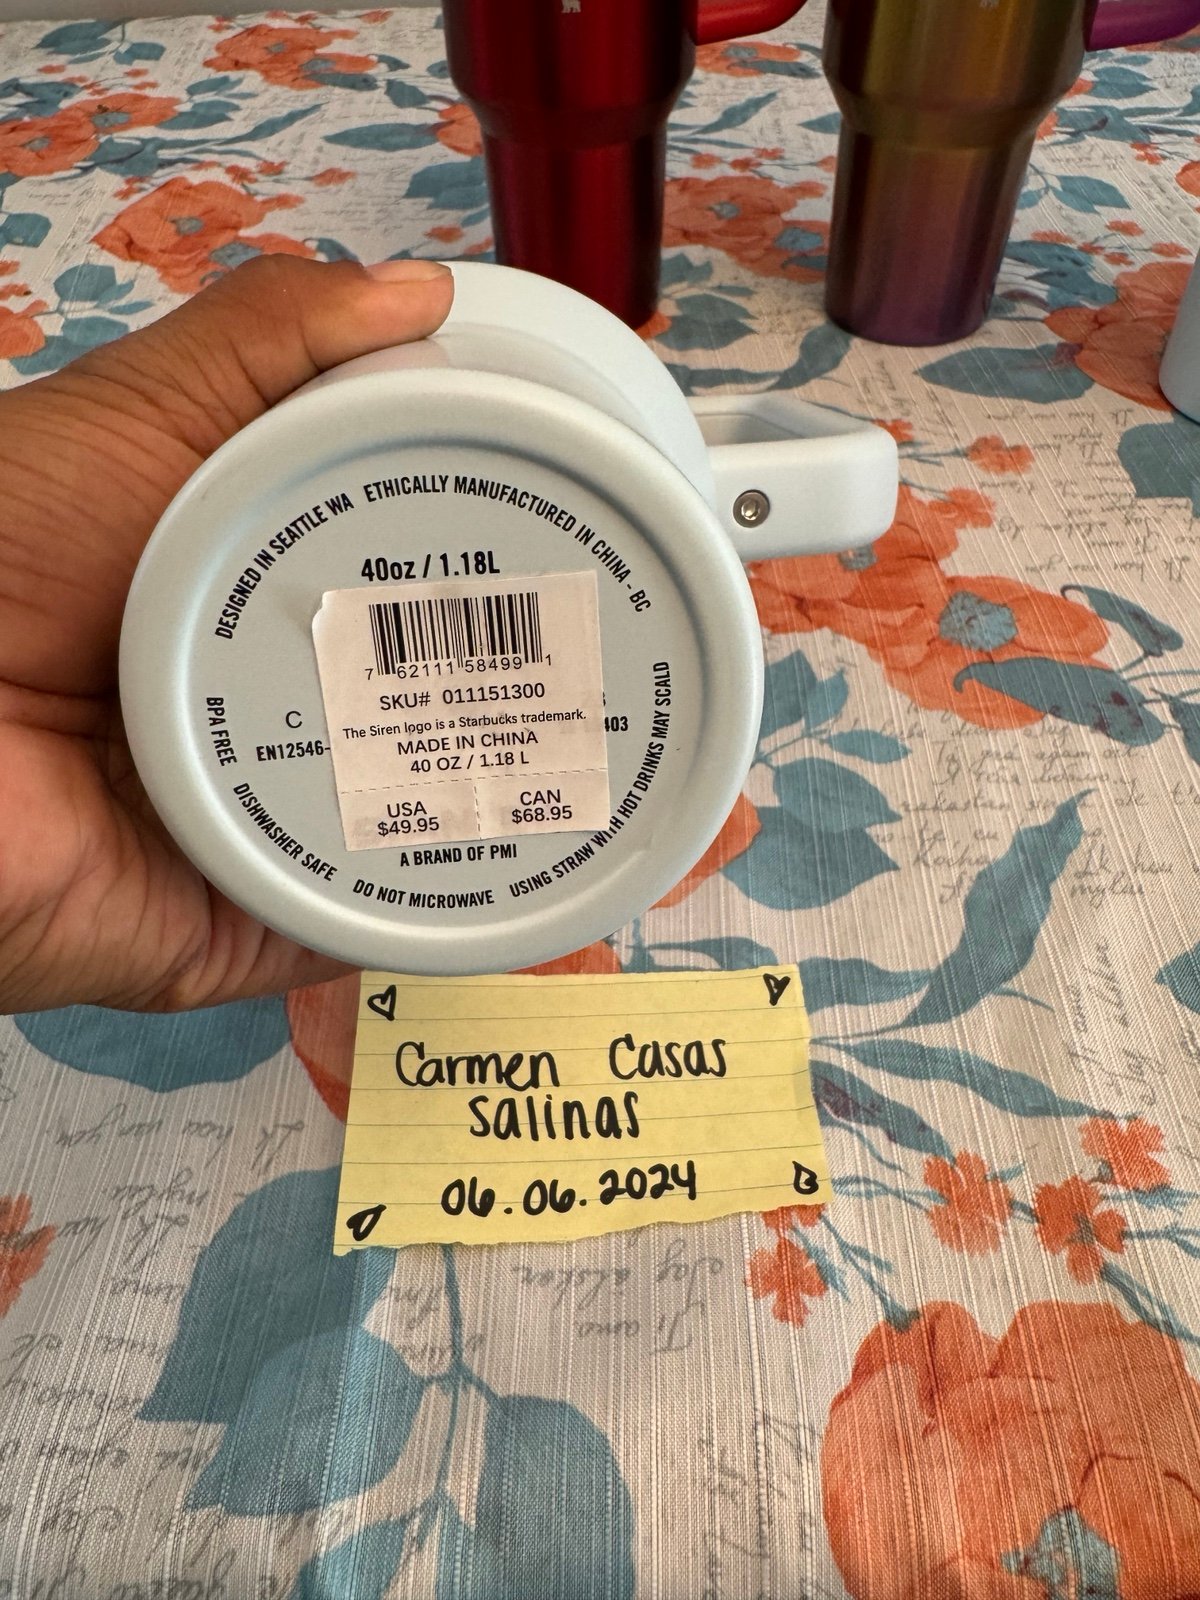 DESIGNED IN SEATTLE WA ETHICALLY MANUFACTURED IN CHINA - BC
40oz / 1.18L
7 62111 58499 1
SKU# 011151300
The Siren logo is a Starbucks trademark.
MADE IN CHINA
40 OZ / 1.18 L
USA
$49.95
CAN
$68.95
C
EN12546-
403
BPA FREE
DISHWASHER SAFE
DO NOT MICROWAVE
USING STRAW WITH HOT DRINKS MAY SCALD
A BRAND OF PMI
Carmen Casas
Salinas
06.06.2024